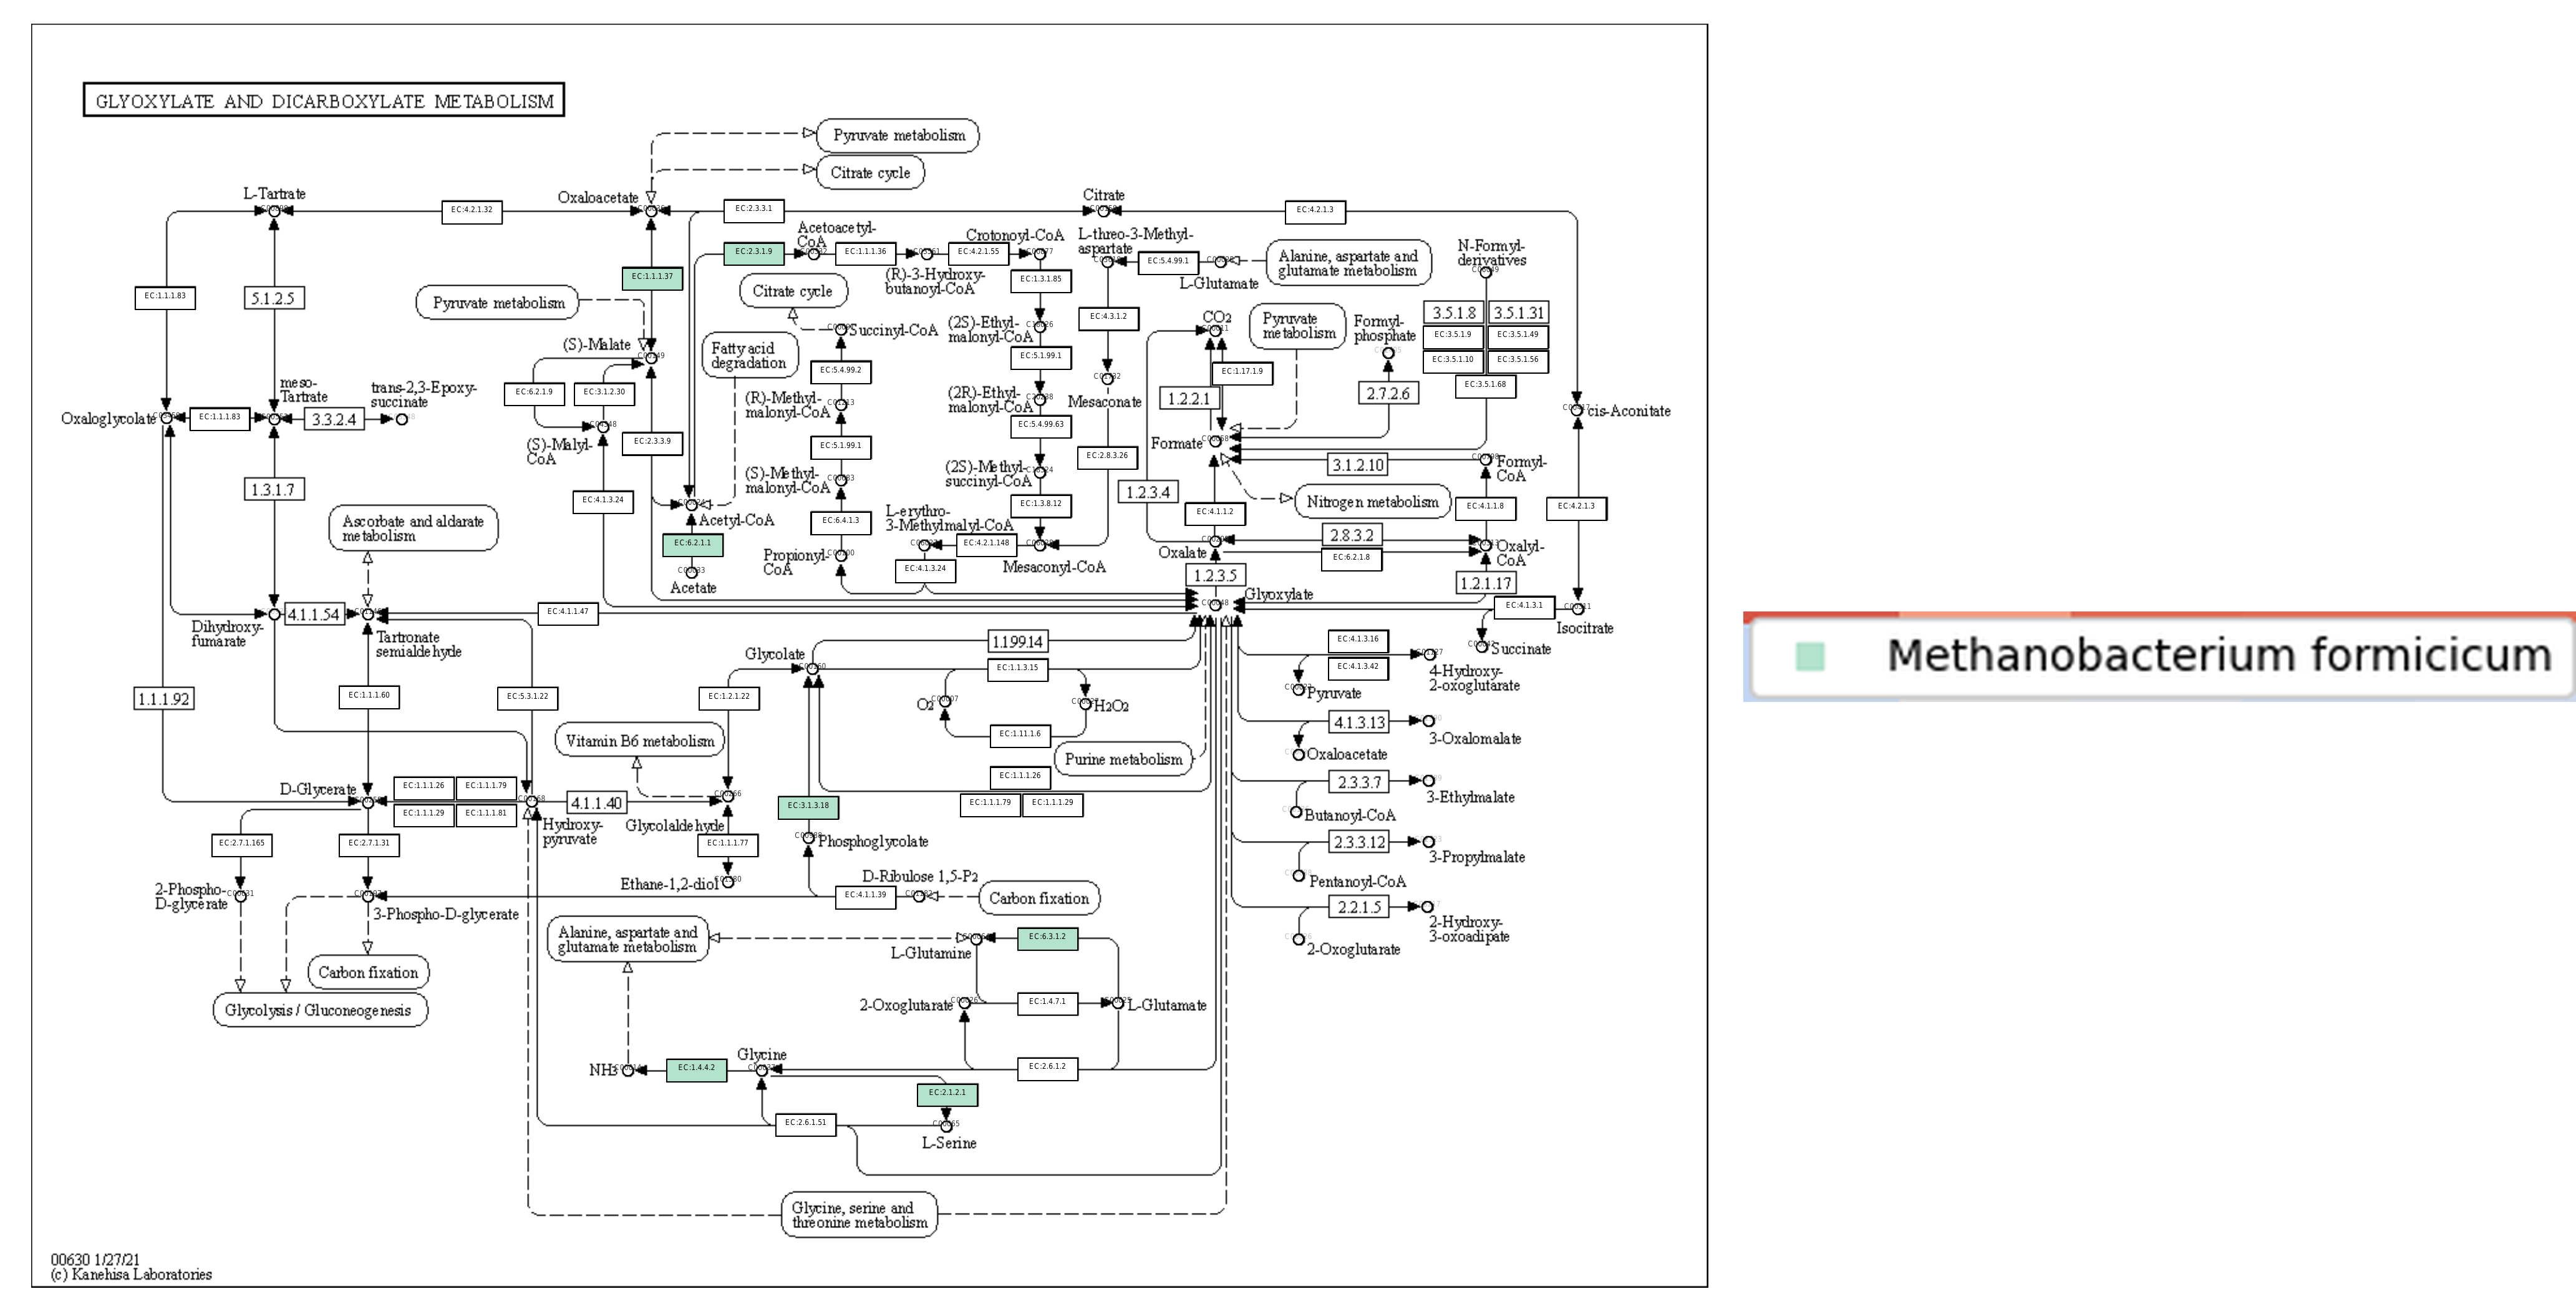 GLYOXYLATE AND DICARBOXYLATE METABOLISM
Pyruvate metabolism
Citrate cycle
L-Tartrate
Oxaloacetate
Citrate
EC:4.2.1.32
EC:2.3.3.1
EC:4.2.1.3
EC:2.3.1.9
Acetoacetyl-
CoA
EC:1.1.1.36
EC:4.2.1.55
Crotonoyl-CoA
L-threo-3-Methyl-
aspartate
EC:5.4.99.1
L-Glutamate
Alanine, aspartate and
glutamate metabolism
N-Formyl-
derivatives
EC:1.1.1.37
(R)-3-Hydroxy-
butanoyl-CoA
EC:1.3.1.85
EC:1.1.1.83
5.1.2.5
Pyruvate metabolism
Citrate cycle
EC:4.3.1.2
CO2
Pyruvate
metabolism
Formyl-
phosphate
3.5.1.8
3.5.1.31
EC:3.5.1.9
EC:3.5.1.49
EC:3.5.1.10
EC:3.5.1.56
EC:3.5.1.68
(S)-Malate
Fatty acid
degradation
Succinyl-CoA
(2S)-Ethyl-
malonyl-CoA
EC:5.1.99.1
EC:5.4.99.2
EC:1.17.1.9
1.2.2.1
2.7.2.6
meso-
Tartrate
trans-2,3-Epoxy-
succinate
EC:6.2.1.9
EC:3.1.2.30
(R)-Methyl-
malonyl-CoA
(2R)-Ethyl-
malonyl-CoA
Mesaconate
cis-Aconitate
Oxaloglycolate
EC:1.1.1.83
3.3.2.4
(S)-Malyl-
CoA
EC:2.3.3.9
EC:5.1.99.1
EC:5.4.99.63
EC:2.8.3.26
Formate
3.1.2.10
Formyl-
CoA
1.3.1.7
EC:4.1.3.24
(S)-Methyl-
malonyl-CoA
(2S)-Methyl-
succinyl-CoA
1.2.3.4
Nitrogen metabolism
EC:4.1.1.8
EC:4.2.1.3
Ascorbate and aldarate
metabolism
Acetyl-CoA
EC:6.4.1.3
L-erythro-
3-Methylmalyl-CoA
EC:1.3.8.12
EC:4.1.1.2
EC:6.2.1.1
Acetate
Propionyl-
CoA
EC:4.2.1.148
EC:4.1.3.24
Mesaconyl-CoA
Oxalate
2.8.3.2
EC:6.2.1.8
Oxalyl-
CoA
1.2.3.5
1.2.1.17
Glyoxylate
EC:4.1.3.1
Isocitrate
Succinate
Dihydroxy-
fumarate
4.1.1.54
Tartronate
semialdehyde
EC:4.1.1.47
Methanobacterium formicicum
Glycolate
1.1.99.14
EC:1.1.3.15
EC:4.1.3.16
EC:4.1.3.42
4-Hydroxy-
2-oxoglutarate
Pyruvate
1.1.1.92
EC:1.1.1.60
EC:5.3.1.22
EC:1.2.1.22
O2
H2O2
EC:1.11.1.6
4.1.3.13
3-Oxalomalate
Oxaloacetate
Vitamin B6 metabolism
Purine metabolism
EC:1.1.1.26
EC:1.1.1.79
EC:1.1.1.29
2.3.3.7
3-Ethylmalate
Butanoyl-CoA
D-Glycerate
EC:1.1.1.26
EC:1.1.1.79
EC:1.1.1.29
EC:1.1.1.81
4.1.1.40
Hydroxy-
pyruvate
Glycolaldehyde
EC:3.1.3.18
Phosphoglycolate
EC:2.7.1.165
EC:2.7.1.31
EC:1.1.1.77
2.3.3.12
3-Propylmalate
Pentanoyl-CoA
2-Phospho-
D-glycerate
3-Phospho-D-glycerate
Ethane-1,2-diol
EC:4.1.1.39
D-Ribulose 1,5-P2
Carbon fixation
2.2.1.5
2-Hydroxy-
3-oxoadipate
2-Oxoglutarate
Alanine, aspartate and
glutamate metabolism
L-Glutamine
EC:6.3.1.2
Carbon fixation
Glycolysis / Gluconeogenesis
2-Oxoglutarate
EC:1.4.7.1
L-Glutamate
NH3
EC:1.4.4.2
Glycine
EC:2.6.1.2
EC:2.1.2.1
EC:2.6.1.51
L-Serine
Glycine, serine and
threonine metabolism
00630 1/27/21
(c) Kanehisa Laboratories